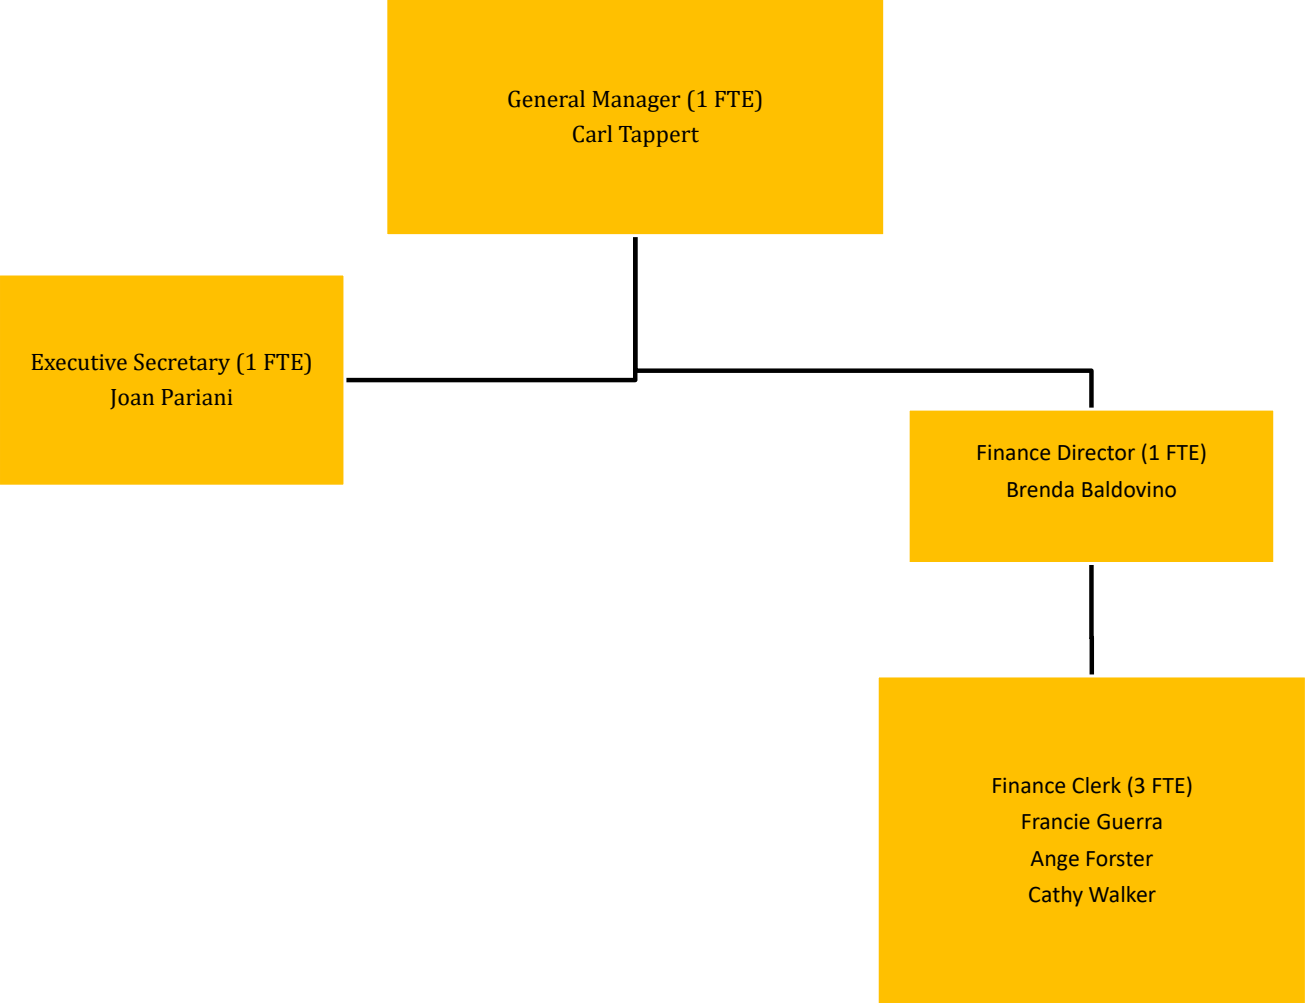 General Manager (1 FTE)
Carl Tappert
Executive Secretary (1 FTE)
Joan Pariani
Finance Director (1 FTE)
Brenda Baldovino
Finance Clerk (3 FTE)
Francie Guerra
Ange Forster
Cathy Walker